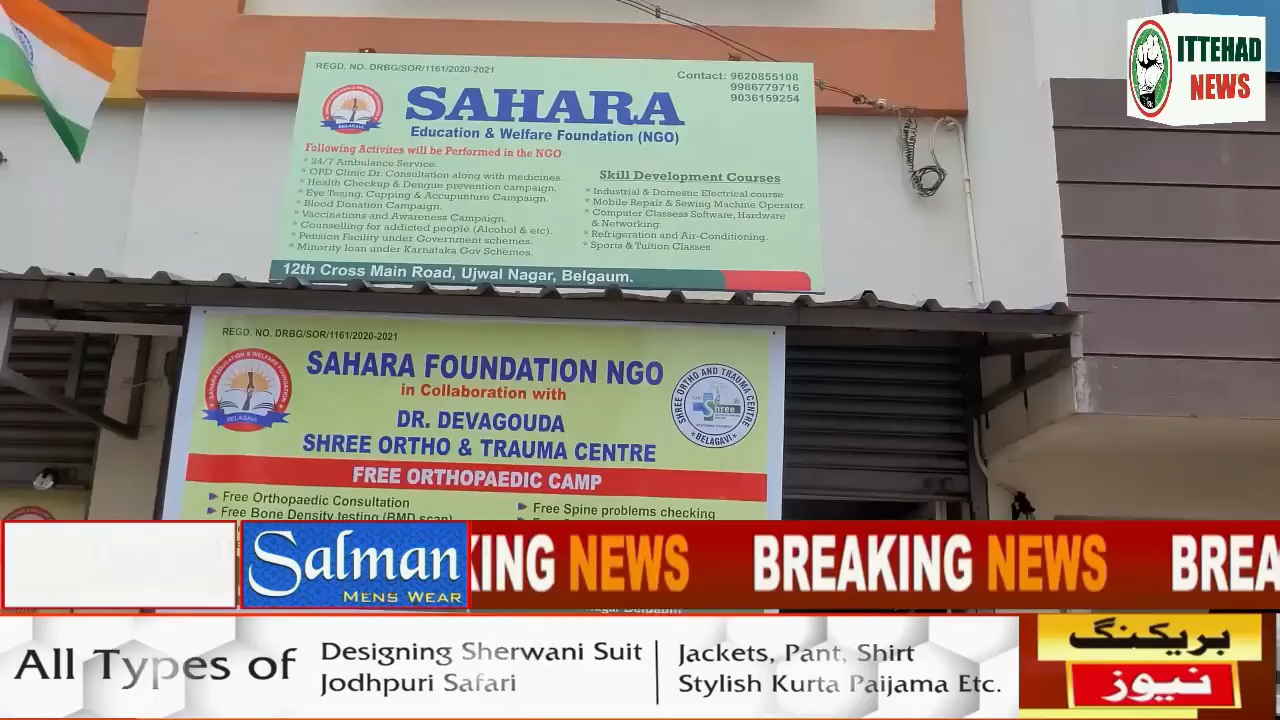 ITTEHAD
NEWS
REGD. NO. DRBG/SOR/1161/2020-2021
Contact: 9620855108
9986779716
9036159254
SAHARA
Education & Welfare Foundation (NGO)
BELAGAVI
Following Activites will be Performed in the NGO
* 24/7 Ambulance Service.
* OPD Clinic Dr. Consultation along with medicines.
* Health Checkup & Dengue prevention campaign.
* Eye Tesing, Cupping & Accupunture Campaign.
* Blood Donation Campaign.
* Vaccinations and Awareness Campaign.
* Counselling for addicted people (Alcohol & etc).
* Pension Facility under Government schemes.
* Minority loan under Karnataka Gov Schemes.
Skill Development Courses
* Industrial & Domestic Electrical course
* Mobile Repair & Sewing Machine Operator.
* Computer Classess Software, Hardware
& Networking.
* Refrigeration and Air-Conditioning.
* Sports & Tuition Classes.
12th Cross Main Road, Ujwal Nagar, Belgaum.
REGD. NO. DRBG/SOR/1161/2020-2021
SAHARA FOUNDATION NGO
in Collaboration with
DR. DEVAGOUDA
SHREE ORTHO & TRAUMA CENTRE
SAHARA EDUCATION & WELFARE FOUNDATION
BELAGAVI
SHREE ORTHO AND TRAUMA CENTRE
Shree
BELAGAVI
FREE ORTHOPAEDIC CAMP
Free Orthopaedic Consultation
Free Bone Density testing (BMD scan)
Free Spine problems checking
Salman
MENS WEAR
KING NEWS BREAKING NEWS BREA
All Types of
Designing Sherwani Suit
Jodhpuri Safari
Jackets, Pant, Shirt
Stylish Kurta Paijama Etc.
بریکنگ
نیوز